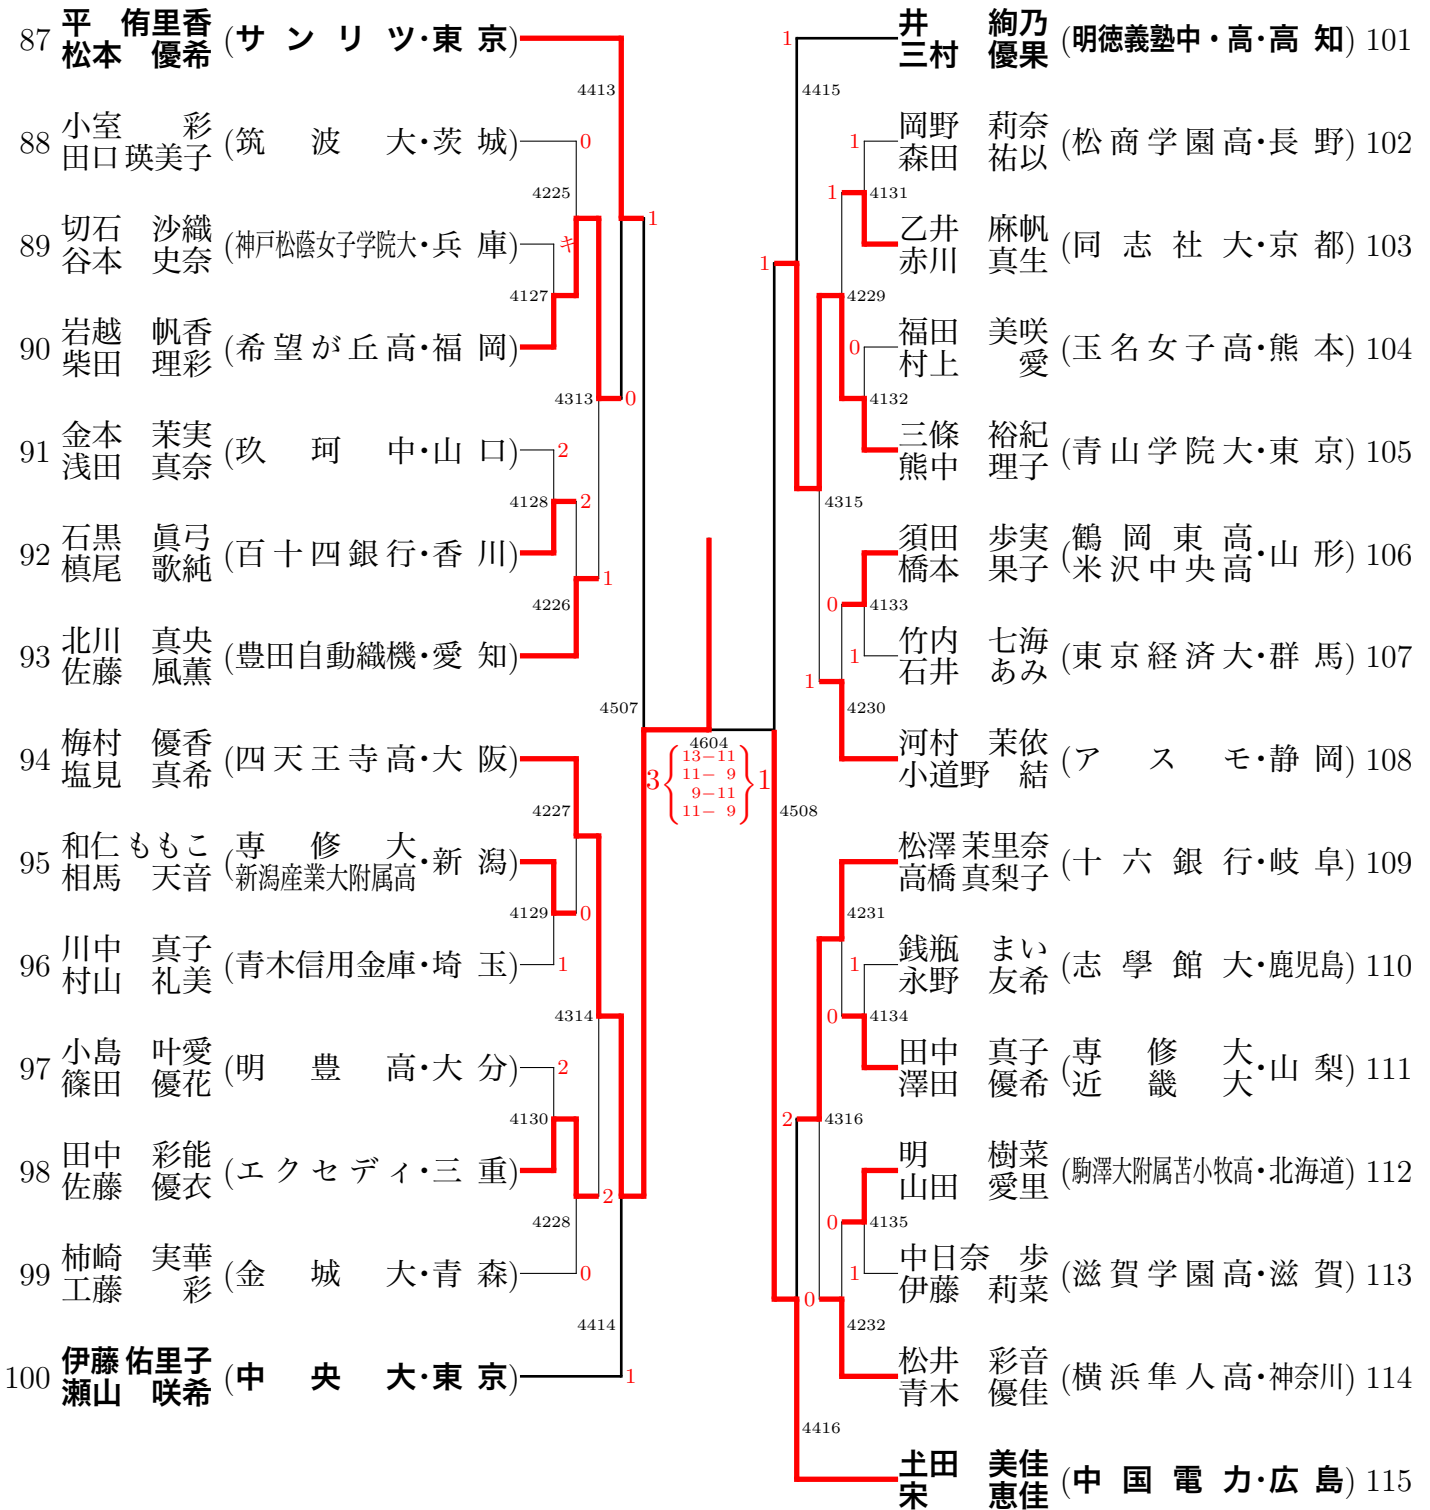 87 平 侑里香 松本 優希 (サンリツ・東京)
4413
88 小室 彩 田口 瑛美子 (筑波大・茨城) 0
4225
89 切石 沙織 谷本 史奈 (神戸松蔭女子学院大・兵庫) キ
1
4127
90 岩越 帆香 柴田 理彩 (希望が丘高・福岡)
4313 0
91 金本 茉実 浅田 真奈 (玖珂中・山口) 2
4128 2
92 石黒 眞弓 槙尾 歌純 (百十四銀行・香川)
1
4226
93 北川 真央 佐藤 風薫 (豊田自動織機・愛知)
4507
94 梅村 優香 塩見 真希 (四天王寺高・大阪)
4227
95 和仁 ももこ 相馬 天音 (専修大 新潟産業大附属高・新潟)
4129 0
96 川中 真子 村山 礼美 (青木信用金庫・埼玉) 1
4314
97 小島 叶愛 篠田 優花 (明豊高・大分) 2
4130
98 田中 彩能 佐藤 優衣 (エクセディ・三重)
2
4228
99 柿崎 実華 工藤 彩 (金城大・青森) 0
4414
100 伊藤 佑里子 瀬山 咲希 (中央大・東京) 1
4604
3 { 13-11
11- 9
9-11
11- 9 } 1
1 井 絢乃 三村 優果 (明徳義塾中・高・高知) 101
4415
1 岡野 莉奈 森田 祐以 (松商学園高・長野) 102
1 4131
乙井 麻帆 赤川 真生 (同志社大・京都) 103
1
4229
0 福田 美咲 村上 愛 (玉名女子高・熊本) 104
4132
三條 裕紀 熊中 理子 (青山学院大・東京) 105
4315
須田 歩実 橋本 果子 (鶴岡東高 米沢中央高・山形) 106
0 4133
1 竹内 七海 石井 あみ (東京経済大・群馬) 107
1
4230
河村 茉依 小道野 結 (アスモ・静岡) 108
4508
松澤 茉里奈 高橋 真梨子 (十六銀行・岐阜) 109
4231
1 銭瓶 まい 永野 友希 (志學館大・鹿児島) 110
0 4134
田中 真子 澤田 優希 (専修大 近畿大・山梨) 111
2 4316
明 樹菜 山田 愛里 (駒澤大附属苫小牧高・北海道) 112
0 4135
1 中日奈 歩 伊藤 莉菜 (滋賀学園高・滋賀) 113
0
4232
松井 彩音 青木 優佳 (横浜隼人高・神奈川) 114
4416
土田 美佳 宋 恵佳 (中国電力・広島) 115